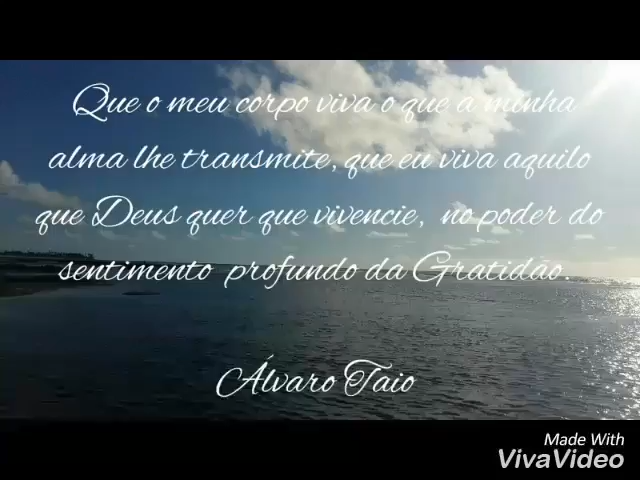 Que o meu corpo viva o que a minha
alma lhe transmite, que eu viva aquilo
que Deus quer que vivencie, no poder do
sentimento profundo da Gratidão.
Álvaro Taio
Made With
VivaVideo